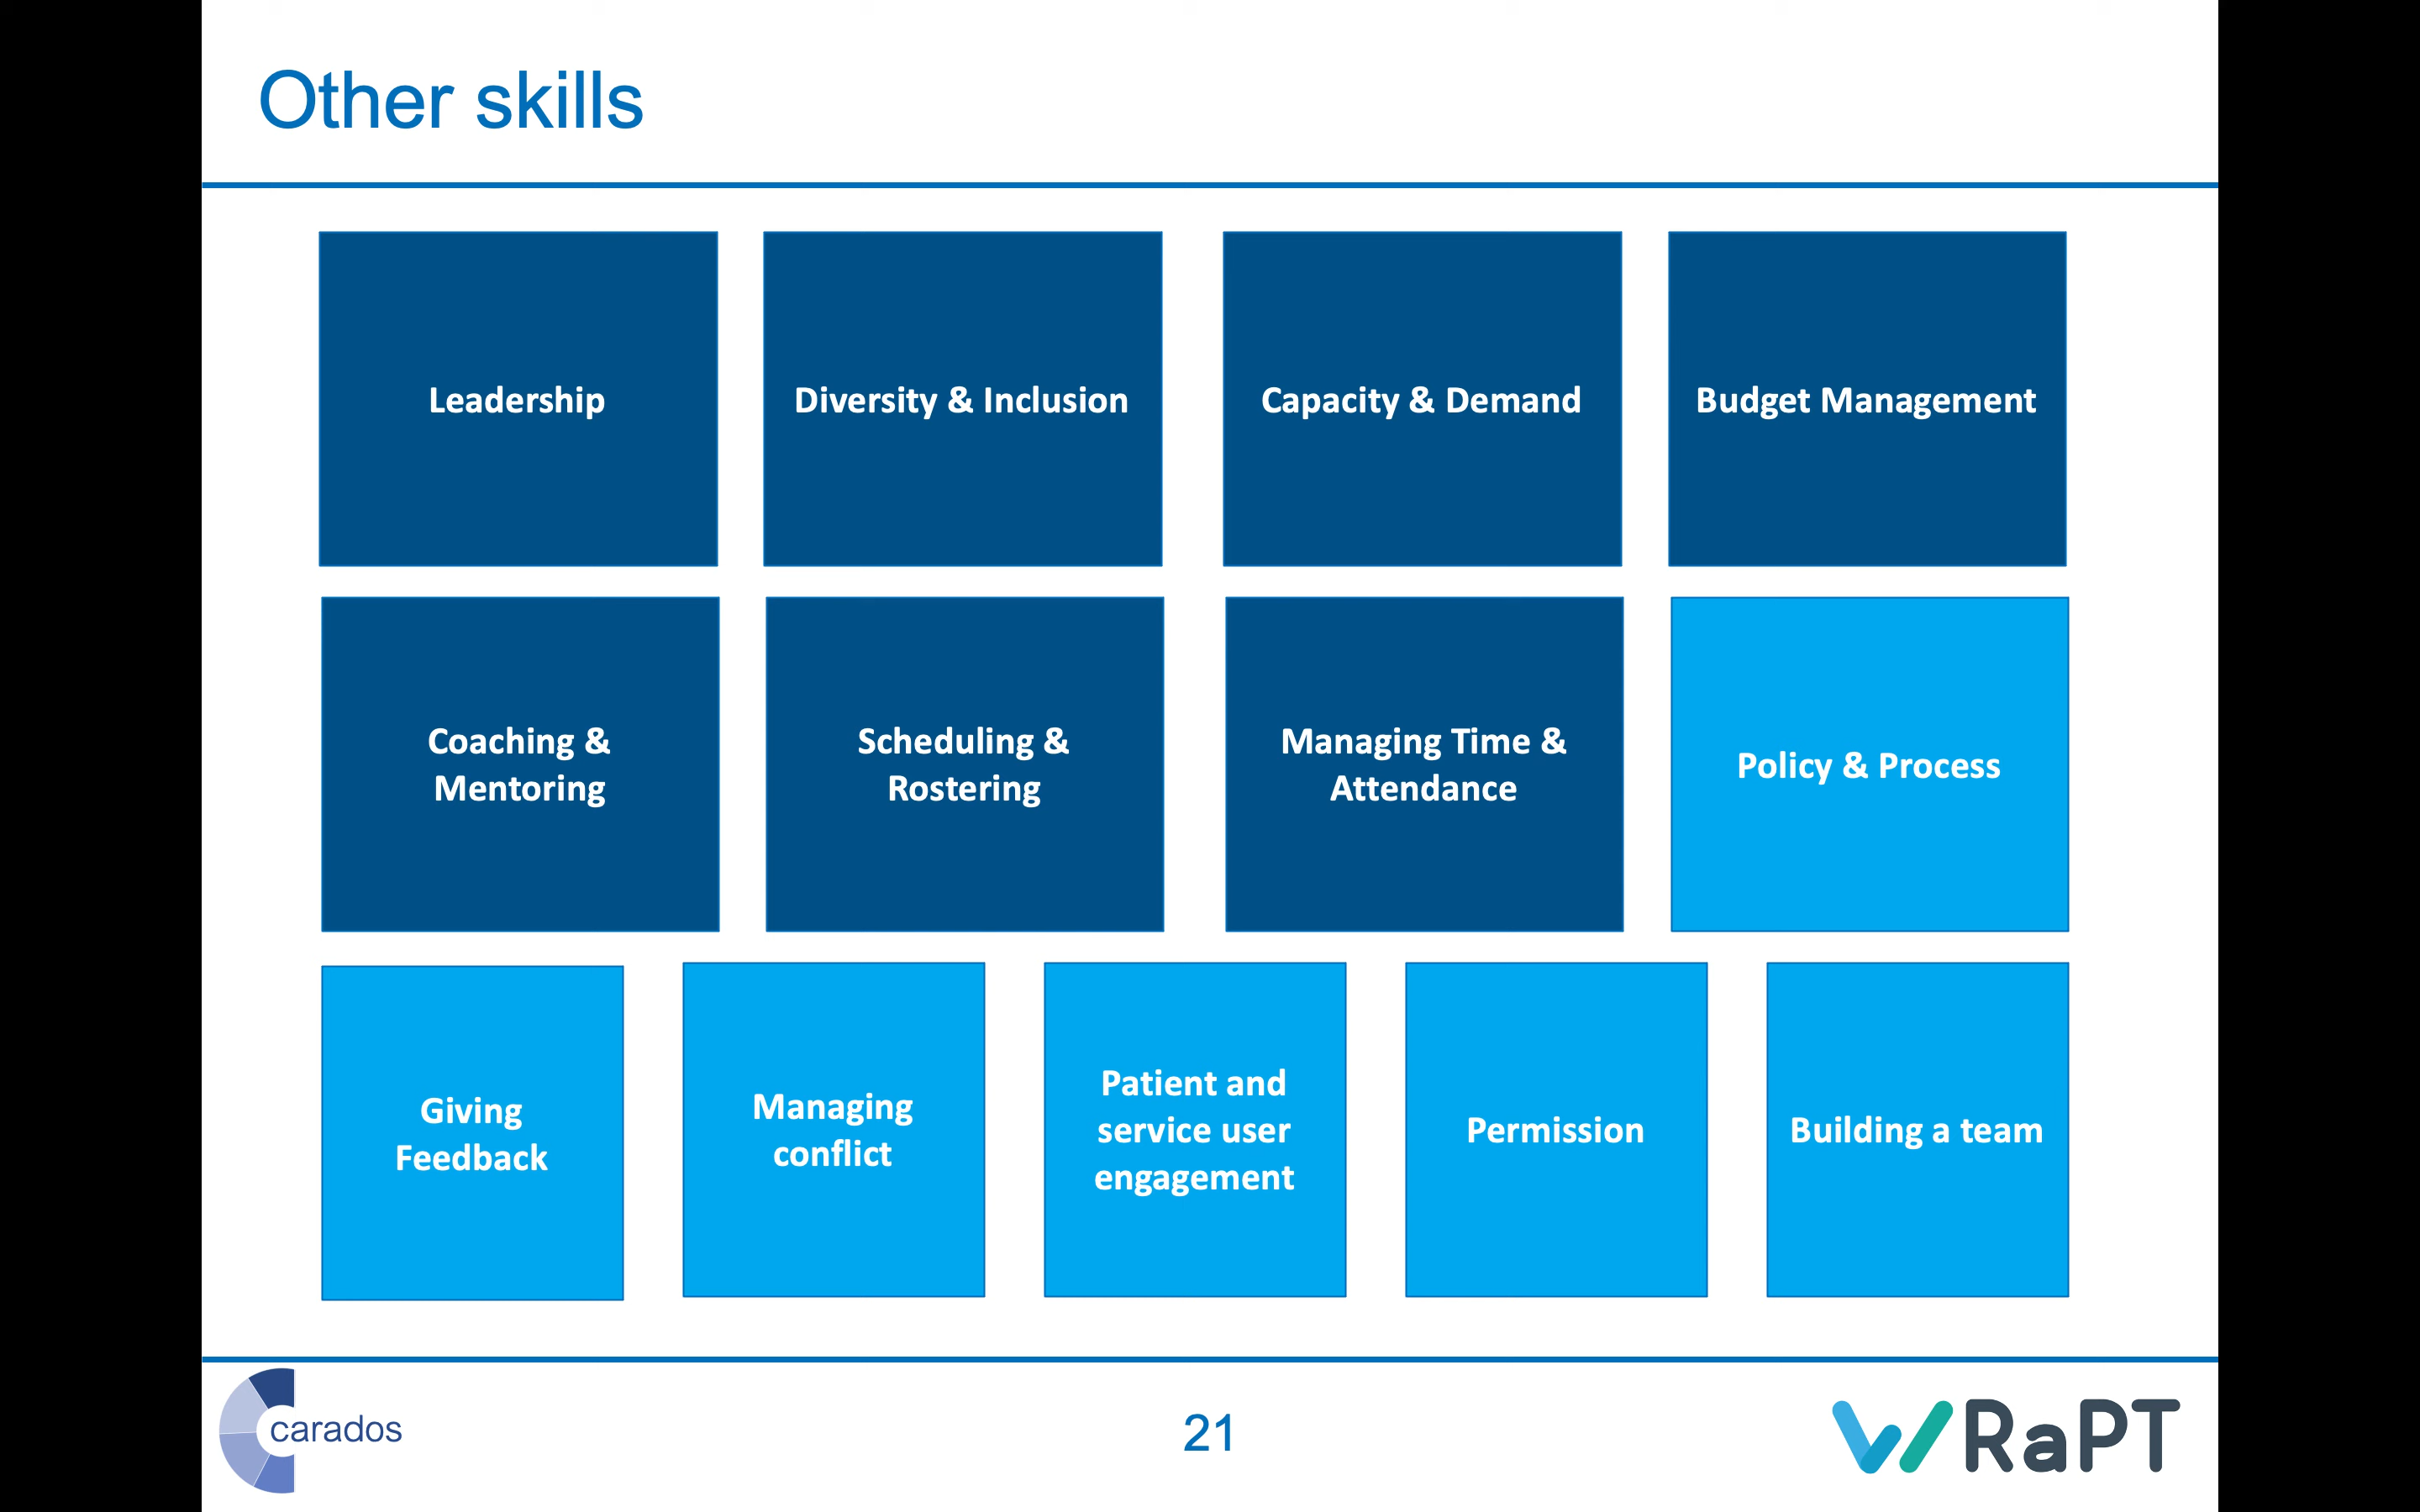 Other skills
Leadership
Diversity & Inclusion
Capacity & Demand
Budget Management
Coaching &
Mentoring
Scheduling &
Rostering
Managing Time &
Attendance
Policy & Process
Giving
Feedback
Managing
conflict
Patient and
service user
engagement
Permission
Building a team
carados
21
WRaPT